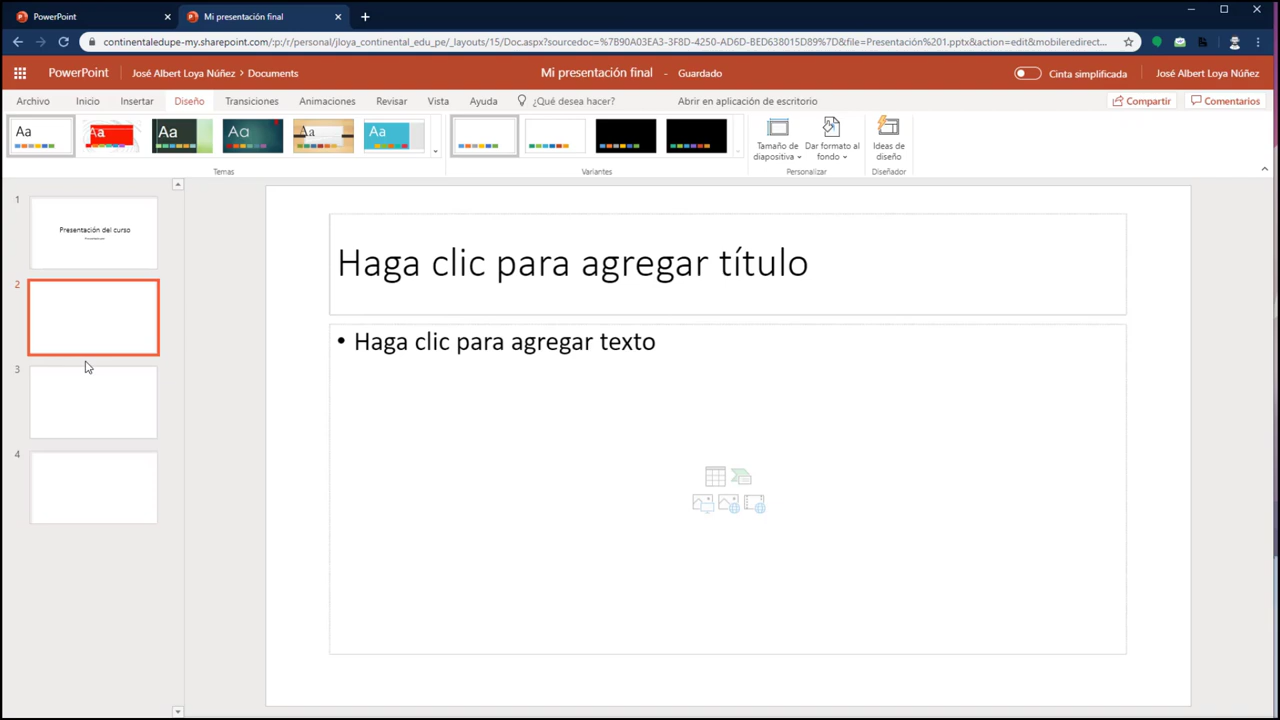 PowerPoint
Mi presentación final
continentaledupe-my.sharepoint.com/:p:/r/personal/jloya_continental_edu_pe/_layouts/15/Doc.aspx?sourcedoc=%7B90A03EA3-3F8D-4250-AD6D-BED638015D89%7D&file=Presentación%201.pptx&action=edit&mobileredirect...
PowerPoint
José Albert Loya Núñez > Documents
Mi presentación final - Guardado
Cinta simplificada
José Albert Loya Núñez
Archivo Inicio Insertar Diseño Transiciones Animaciones Revisar Vista Ayuda ¿Qué desea hacer? Abrir en aplicación de escritorio Compartir Comentarios
Aa Aa Aa Aa Aa Aa
Tamaño de diapositiva
Dar formato al fondo
Ideas de diseño
Temas
Variantes
Personalizar
Diseñador
1
Presentación del curso
2
3
4
Haga clic para agregar título
• Haga clic para agregar texto